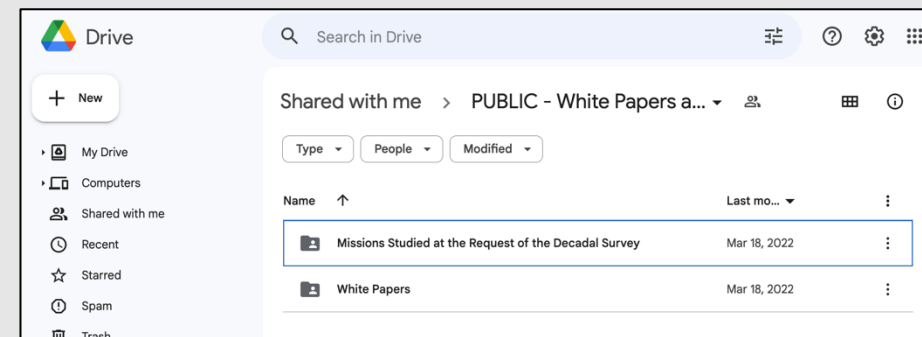 Drive
Search in Drive
New
Shared with me > PUBLIC - White Papers a...
Type
People
Modified
My Drive
Computers
Shared with me
Recent
Starred
Spam
Trash
Name
Last mo...
Missions Studied at the Request of the Decadal Survey
Mar 18, 2022
White Papers
Mar 18, 2022